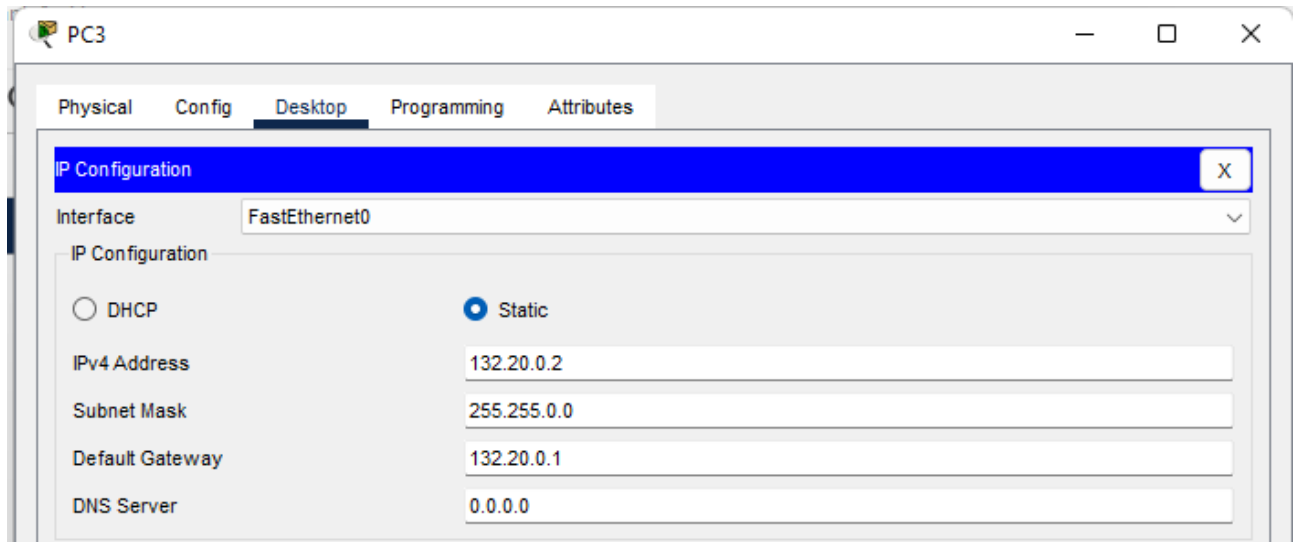 PC3
Physical Config Desktop Programming Attributes
IP Configuration X
Interface FastEthernet0
IP Configuration
DHCP Static
IPv4 Address 132.20.0.2
Subnet Mask 255.255.0.0
Default Gateway 132.20.0.1
DNS Server 0.0.0.0